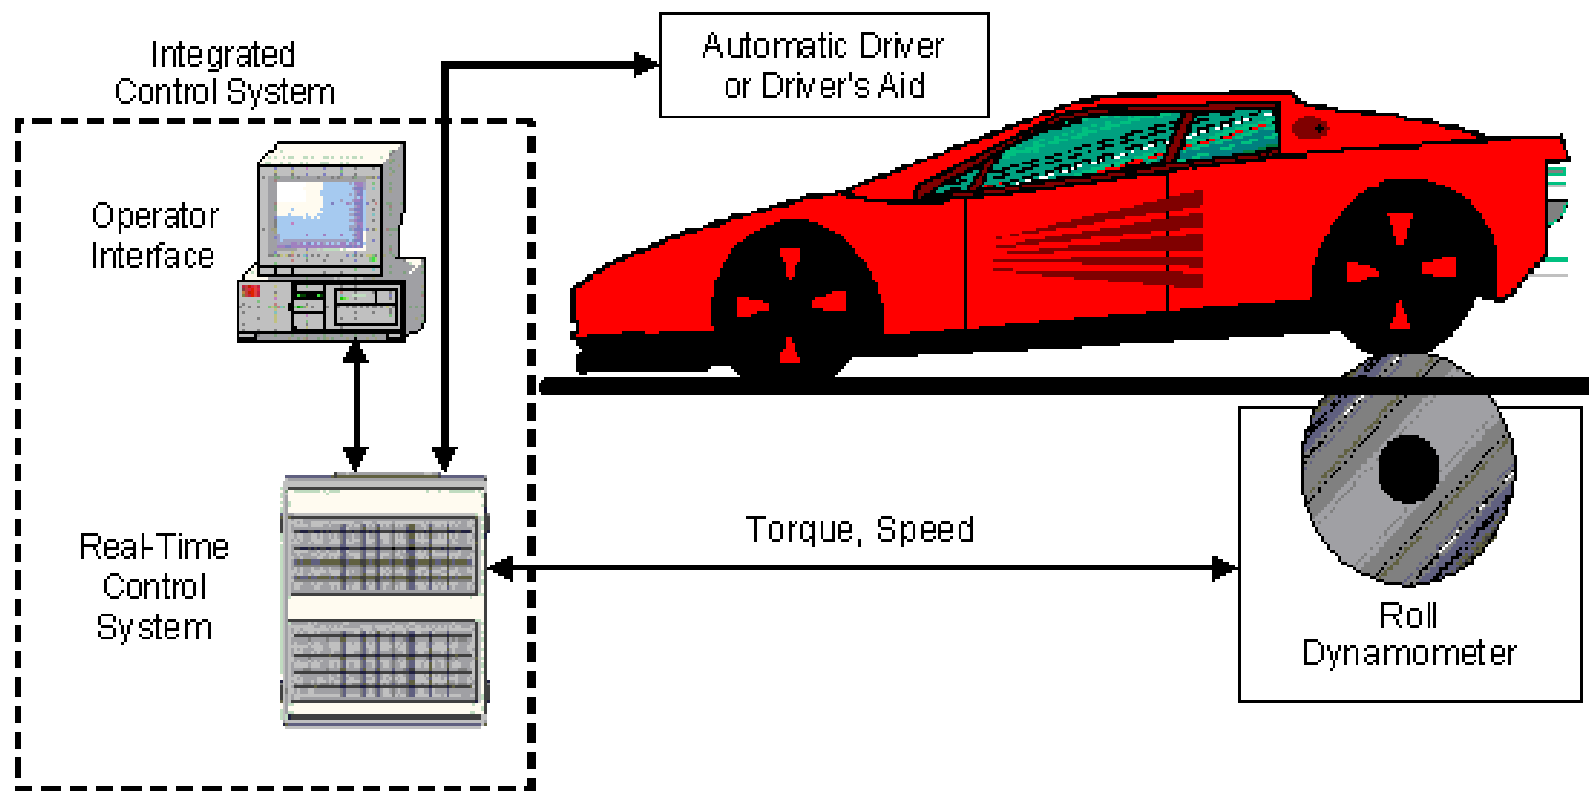 Integrated
Control System
Automatic Driver
or Driver's Aid
Operator
Interface
Real-Time
Control
System
Torque, Speed
Roll
Dynamometer